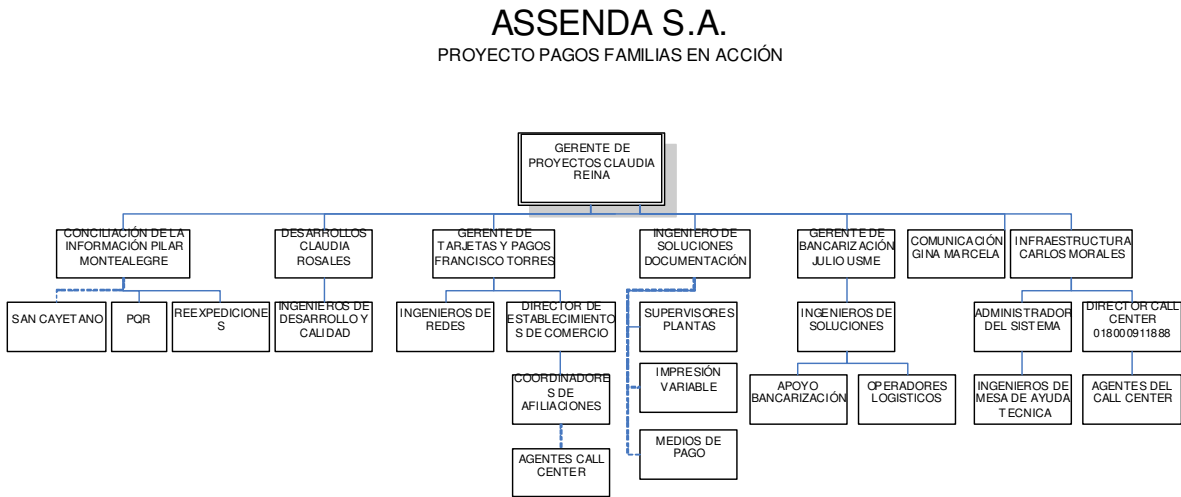 ASSENDA S.A.
PROYECTO PAGOS FAMILIAS EN ACCIÓN
GERENTE DE
PROYECTOS CLAUDIA
REINA
CONCILIACIÓN DE LA
INFORMACIÓN PILAR
MONTEALEGRE
DESARROLLOS
CLAUDIA
ROSALES
GERENTE DE
TARJETAS Y PAGOS
FRANCISCO TORRES
INGENIERO DE
SOLUCIONES
DOCUMENTACIÓN
GERENTE DE
BANCARIZACIÓN
JULIO USME
COMUNICACIÓN
GINA MARCELA
INFRAESTRUCTURA
CARLOS MORALES
SAN CAYETANO
PQR
REEXPEDICIONE
S
INGENIEROS DE
DESARROLLO Y
CALIDAD
INGENIEROS DE
REDES
DIRECTOR DE
ESTABLECIMIENTO
S DE COMERCIO
SUPERVISORES
PLANTAS
INGENIEROS DE
SOLUCIONES
ADMINISTRADOR
DEL SISTEMA
DIRECTOR CALL
CENTER
018000911888
COORDINADORE
S DE
AFILIACIONES
IMPRESIÓN
VARIABLE
APOYO
BANCARIZACIÓN
OPERADORES
LOGISTICOS
INGENIEROS DE
MESA DE AYUDA
TECNICA
AGENTES DEL
CALL CENTER
AGENTES CALL
CENTER
MEDIOS DE
PAGO